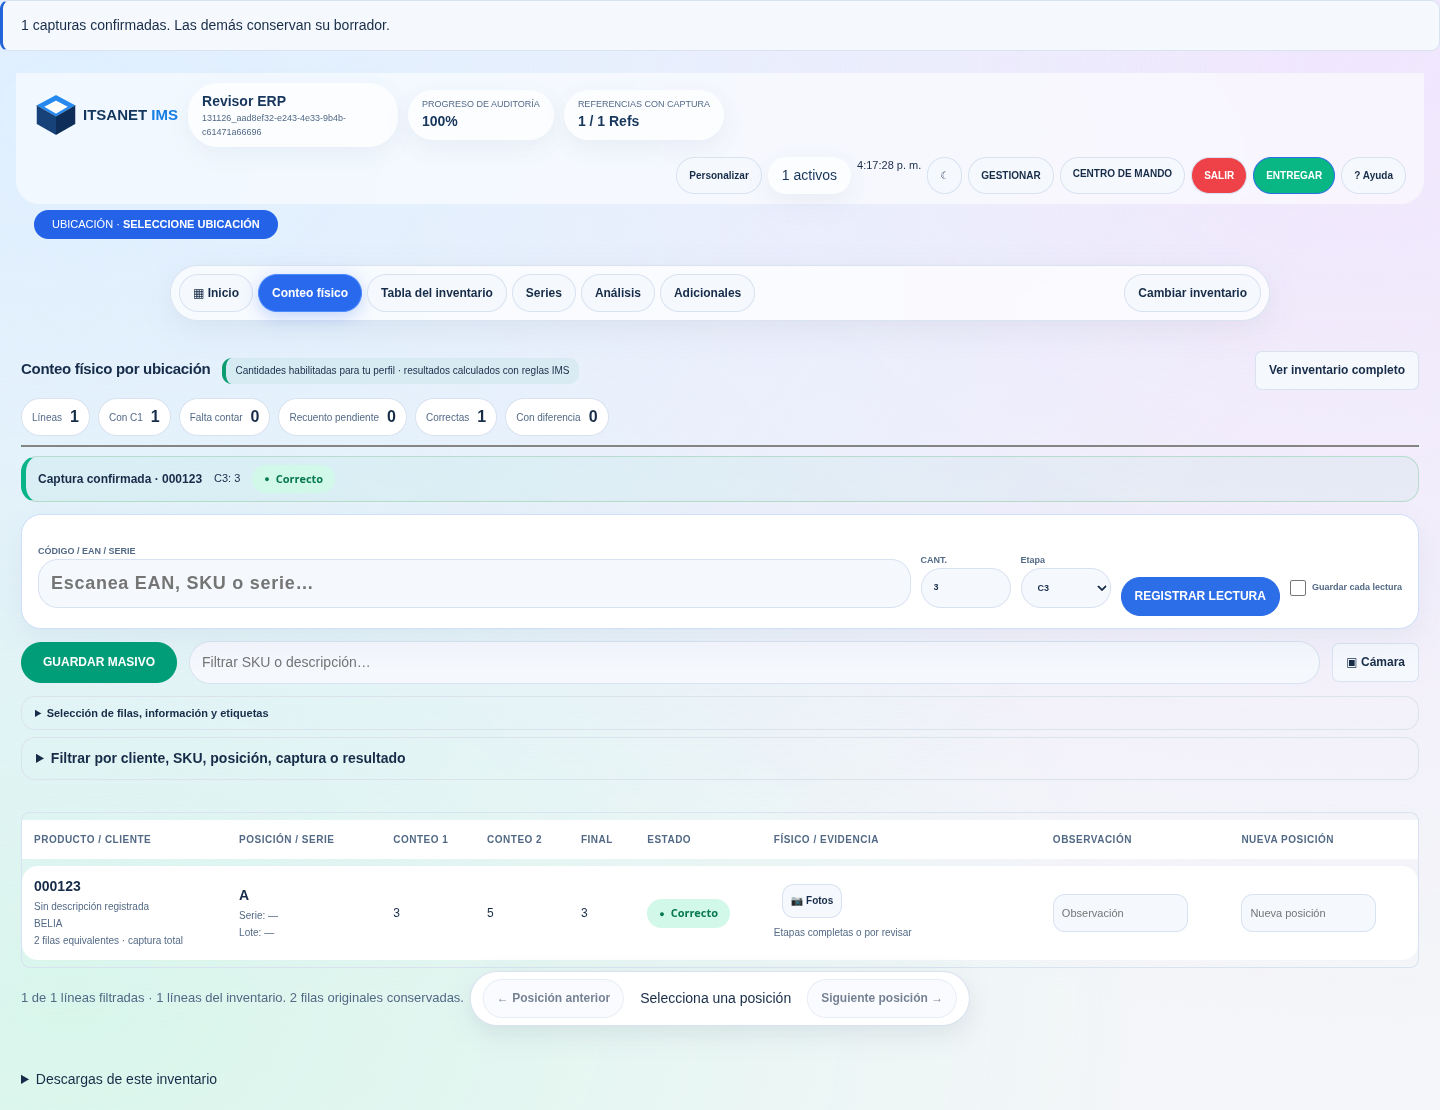 1 capturas confirmadas. Las demás conservan su borrador.
ITSANET IMS
Revisor ERP
131126_aad8ef32-e243-4e33-9b4b-
c61471a66696
PROGRESO DE AUDITORÍA
100%
REFERENCIAS CON CAPTURA
1 / 1 Refs
Personalizar
1 activos
4:17:28 p. m.
☾
GESTIONAR
CENTRO DE MANDO
SALIR
ENTREGAR
? Ayuda
UBICACIÓN · SELECCIONE UBICACIÓN
▦ Inicio
Conteo físico
Tabla del inventario
Series
Análisis
Adicionales
Cambiar inventario
Conteo físico por ubicación
Cantidades habilitadas para tu perfil · resultados calculados con reglas IMS
Ver inventario completo
Líneas 1
Con C1 1
Falta contar 0
Recuento pendiente 0
Correctas 1
Con diferencia 0
Captura confirmada · 000123
C3: 3
● Correcto
CÓDIGO / EAN / SERIE
Escanea EAN, SKU o serie…
CANT.
3
Etapa
C3
REGISTRAR LECTURA
Guardar cada lectura
GUARDAR MASIVO
Filtrar SKU o descripción…
▣ Cámara
▶ Selección de filas, información y etiquetas
▶ Filtrar por cliente, SKU, posición, captura o resultado
PRODUCTO / CLIENTE
POSICIÓN / SERIE
CONTEO 1
CONTEO 2
FINAL
ESTADO
FÍSICO / EVIDENCIA
OBSERVACIÓN
NUEVA POSICIÓN
000123
Sin descripción registrada
BELIA
2 filas equivalentes · captura total
A
Serie: —
Lote: —
3
5
3
● Correcto
📷 Fotos
Etapas completas o por revisar
Observación
Nueva posición
1 de 1 líneas filtradas · 1 líneas del inventario. 2 filas originales conservadas.
← Posición anterior
Selecciona una posición
Siguiente posición →
▶ Descargas de este inventario